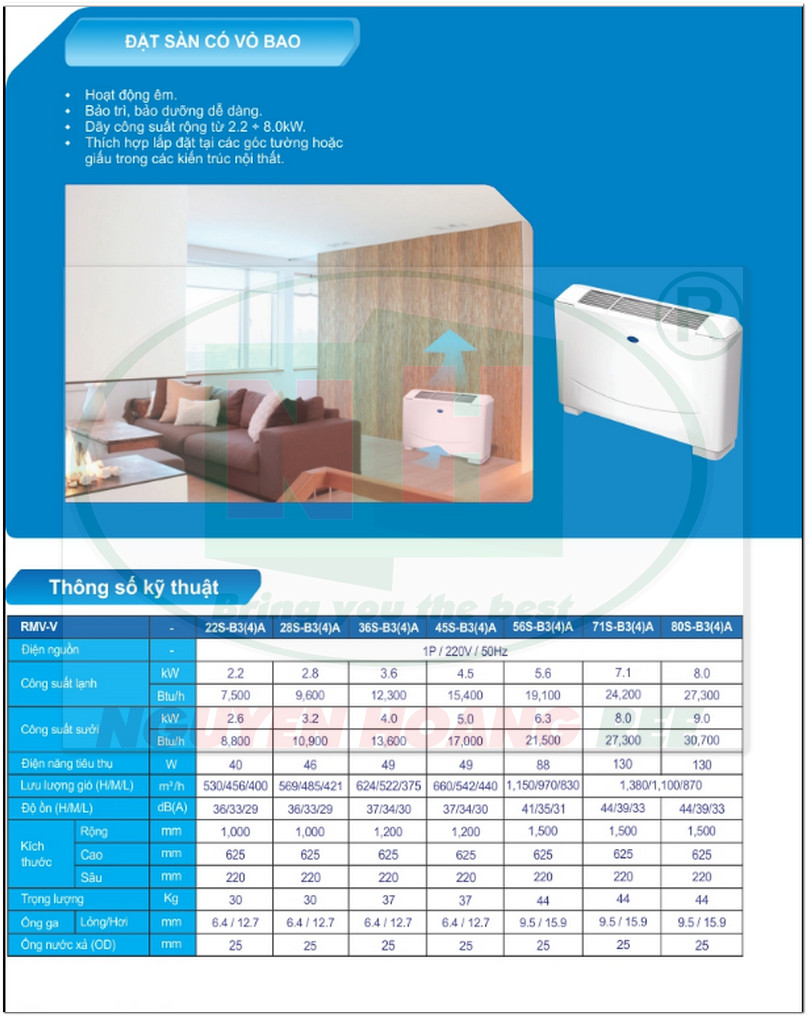 ĐẶT SÀN CÓ VỎ BAO
• Hoạt động êm.
• Bảo trì, bảo dưỡng dễ dàng.
• Dãy công suất rộng từ 2.2 ÷ 8.0kW.
• Thích hợp lắp đặt tại các góc tường hoặc
giấu trong các kiến trúc nội thất.
®
NH
Bring you the best
NGUYEN HOANG REE
Thông số kỹ thuật
RMV-V - 22S-B3(4)A 28S-B3(4)A 36S-B3(4)A 45S-B3(4)A 56S-B3(4)A 71S-B3(4)A 80S-B3(4)A
Điện nguồn - 1P / 220V / 50Hz
Công suất lạnh kW 2.2 2.8 3.6 4.5 5.6 7.1 8.0
Btu/h 7,500 9,600 12,300 15,400 19,100 24,200 27,300
Công suất sưởi kW 2.6 3.2 4.0 5.0 6.3 8.0 9.0
Btu/h 8,800 10,900 13,600 17,000 21,500 27,300 30,700
Điện năng tiêu thụ W 40 46 49 49 88 130 130
Lưu lượng gió (H/M/L) m³/h 530/456/400 569/485/421 624/522/375 660/542/440 1,150/970/830 1,380/1,100/870
Độ ồn (H/M/L) dB(A) 36/33/29 36/33/29 37/34/30 37/34/30 41/35/31 44/39/33 44/39/33
Kích thước Rộng mm 1,000 1,000 1,200 1,200 1,500 1,500 1,500
Cao mm 625 625 625 625 625 625 625
Sâu mm 220 220 220 220 220 220 220
Trọng lượng Kg 30 30 37 37 44 44 44
Ống ga Lỏng/Hơi mm 6.4 / 12.7 6.4 / 12.7 6.4 / 12.7 6.4 / 12.7 9.5 / 15.9 9.5 / 15.9 9.5 / 15.9
Ống nước xả (OD) mm 25 25 25 25 25 25 25